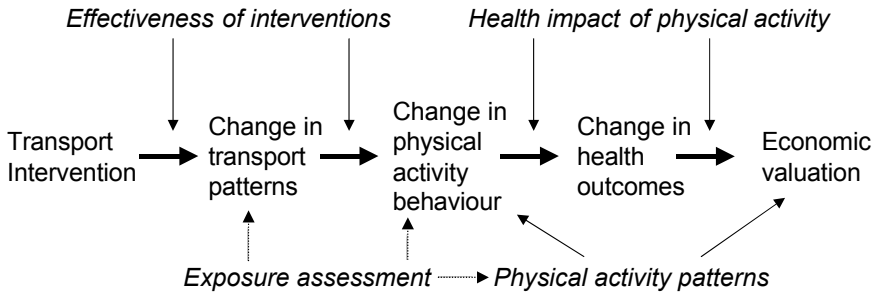 Effectiveness of interventions
Health impact of physical activity
Transport
Intervention
Change in
transport
patterns
Change in
physical
activity
behaviour
Change in
health
outcomes
Economic
valuation
Exposure assessment
Physical activity patterns